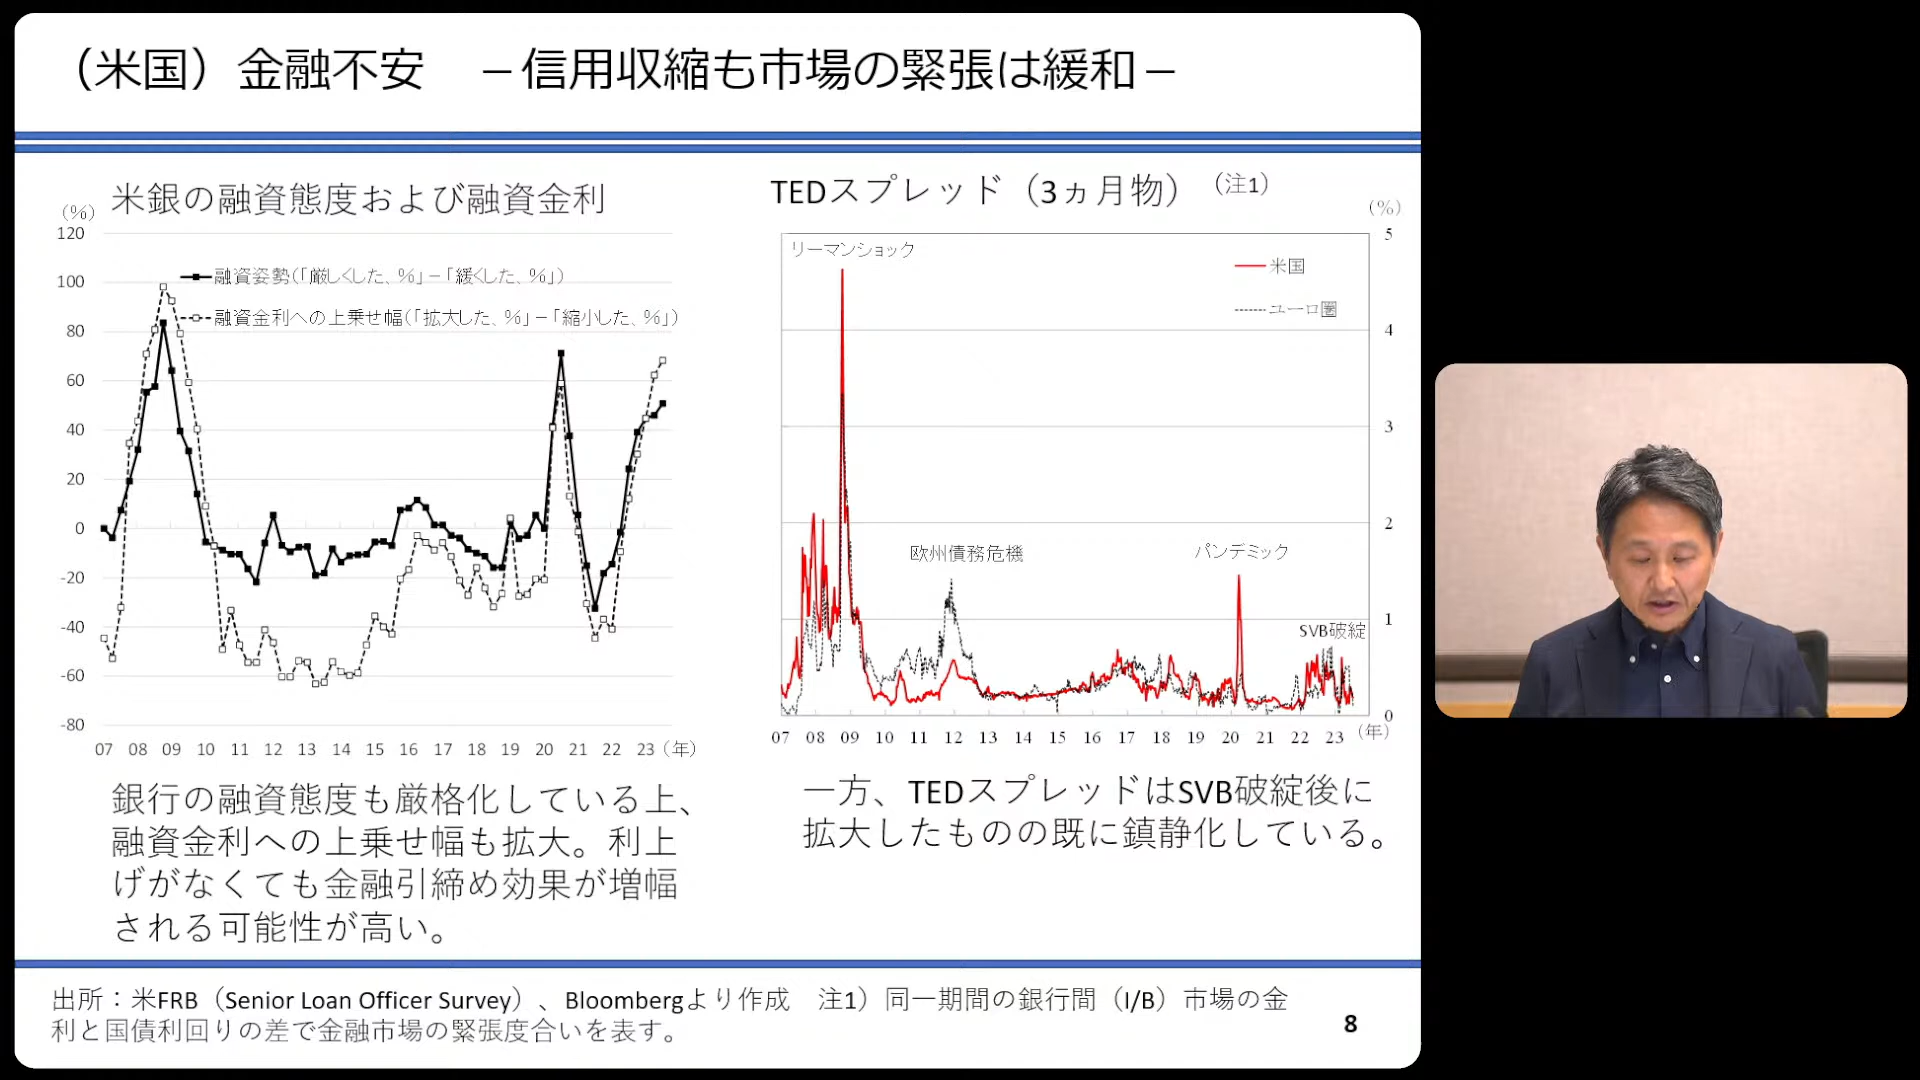 （米国）金融不安　－信用収縮も市場の緊張は緩和－
米銀の融資態度および融資金利
（%）
120
100
80
60
40
20
0
-20
-40
-60
-80
融資姿勢（「厳しくした、%」－「緩くした、%」）
融資金利への上乗せ幅（「拡大した、%」－「縮小した、%」）
07 08 09 10 11 12 13 14 15 16 17 18 19 20 21 22 23（年）
銀行の融資態度も厳格化している上、
融資金利への上乗せ幅も拡大。利上
げがなくても金融引締め効果が増幅
される可能性が高い。
TEDスプレッド（3ヵ月物）（注1）
（%）
5
4
3
2
1
0
リーマンショック
米国
ユーロ圏
欧州債務危機
パンデミック
SVB破綻
07 08 09 10 11 12 13 14 15 16 17 18 19 20 21 22 23（年）
一方、TEDスプレッドはSVB破綻後に
拡大したものの既に鎮静化している。
出所：米FRB（Senior Loan Officer Survey）、Bloombergより作成　注1）同一期間の銀行間（I/B）市場の金
利と国債利回りの差で金融市場の緊張度合いを表す。
8